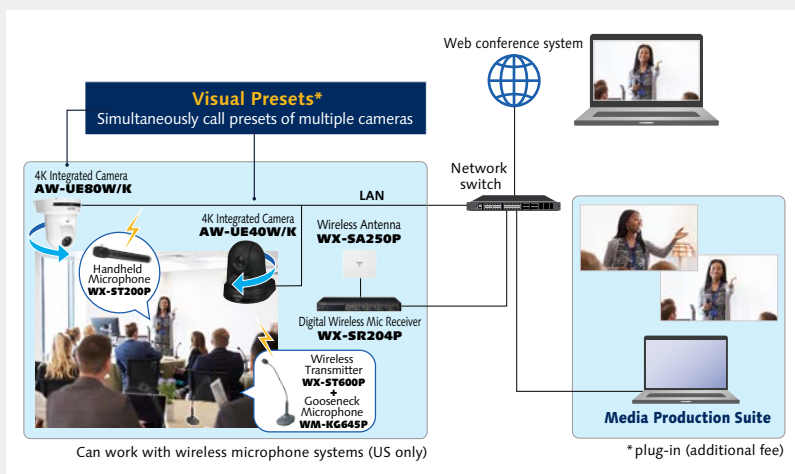 Web conference system
Visual Presets*
Simultaneously call presets of multiple cameras
Network
switch
4K Integrated Camera
AW-UE80W/K
LAN
4K Integrated Camera
AW-UE40W/K
Wireless Antenna
WX-SA250P
Handheld
Microphone
WX-ST200P
Digital Wireless Mic Receiver
WX-SR204P
Wireless
Transmitter
WX-ST600P
+
Gooseneck
Microphone
WM-KG645P
Media Production Suite
Can work with wireless microphone systems (US only)
*plug-in (additional fee)